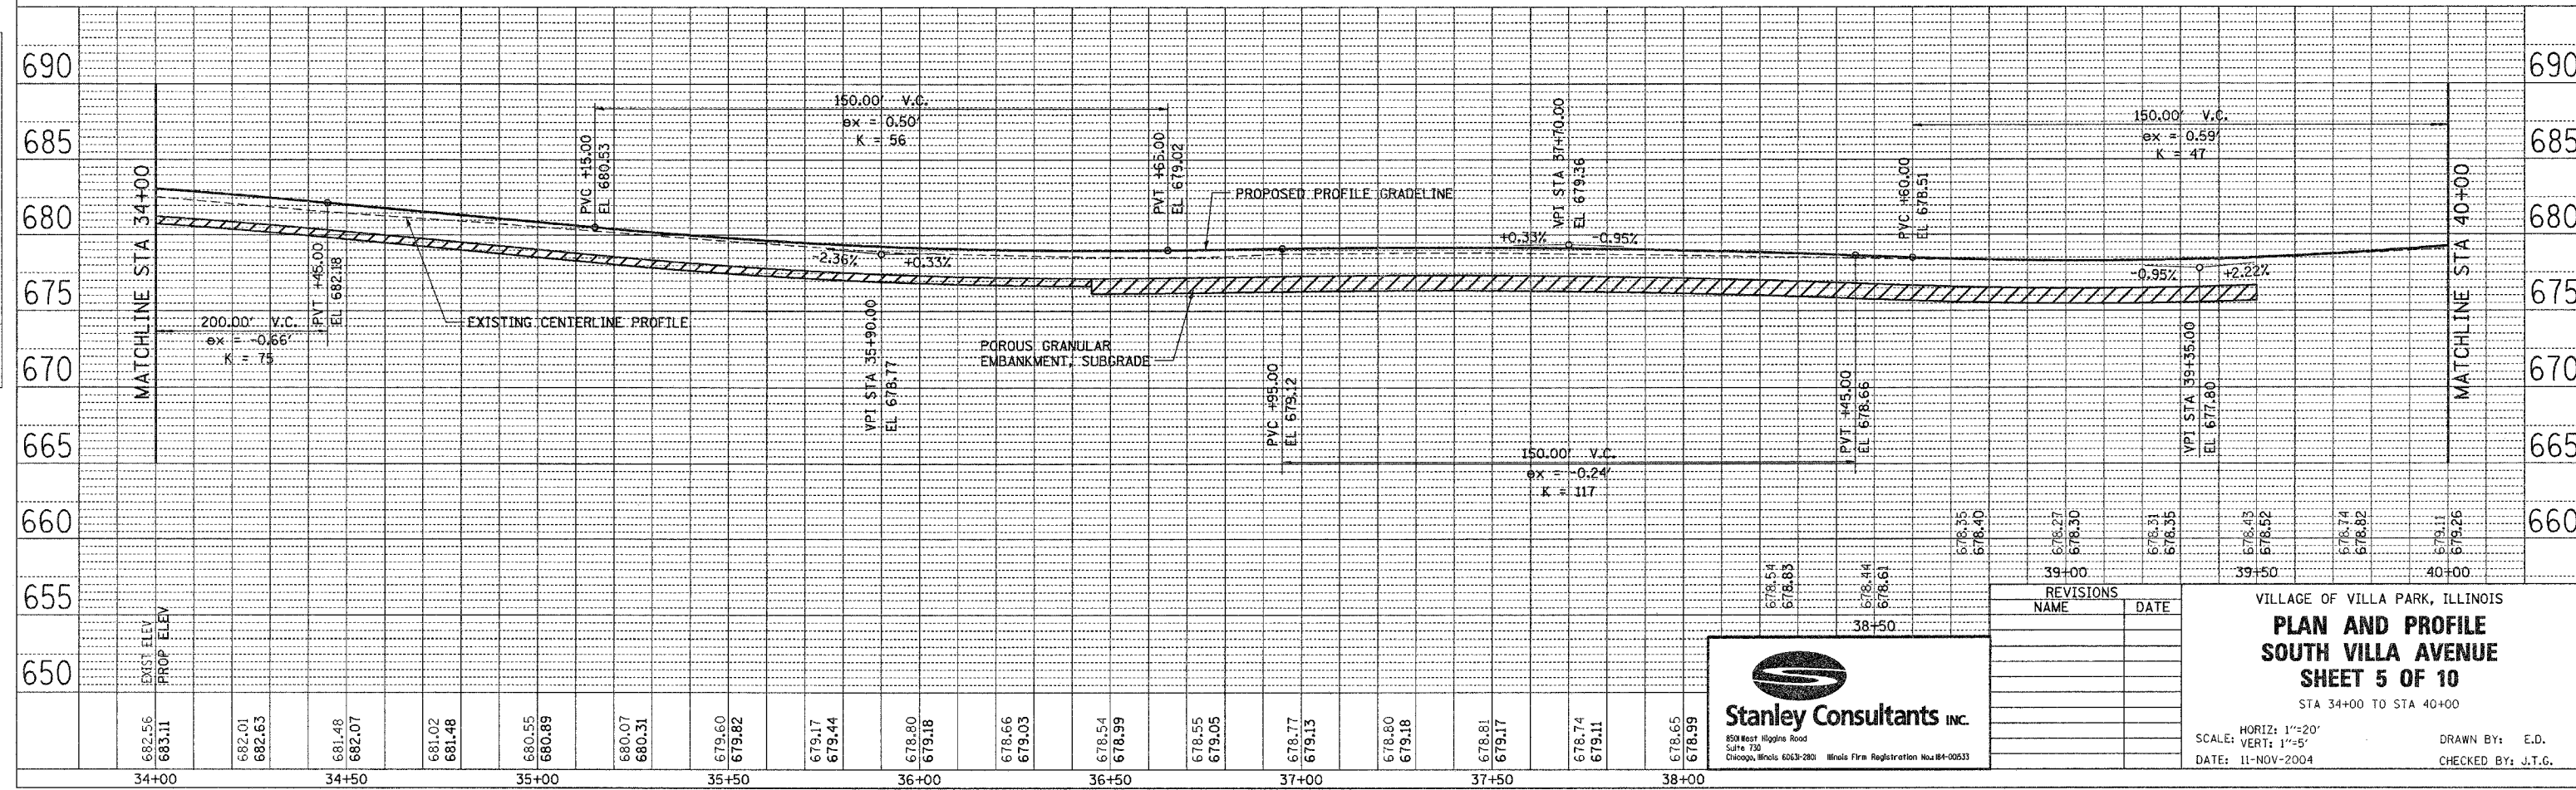 690
685
680
675
670
665
660
655
650
690
685
680
675
670
665
660
MATCHLINE STA 34+00
MATCHLINE STA 40+00
200.00' V.C.
ex = -0.66'
K = 75
PVT +45.00
EL 682.18
EXISTING CENTERLINE PROFILE
PVC +15.00
EL 680.53
150.00' V.C.
ex = 0.50'
K = 56
-2.36%
+0.33%
VPI STA 35+90.00
EL 678.77
PVT +65.00
EL 679.02
PROPOSED PROFILE GRADELINE
POROUS GRANULAR
EMBANKMENT, SUBGRADE
PVC +95.00
EL 679.12
VPI STA 37+70.00
EL 679.36
+0.33%
-0.95%
150.00' V.C.
ex = -0.24'
K = 117
PVT +45.00
EL 678.66
PVC +60.00
EL 678.51
150.00' V.C.
ex = 0.59'
K = 47
-0.95%
+2.22%
VPI STA 39+35.00
EL 677.80
EXIST ELEV
PROP ELEV
682.56
683.11
682.01
682.63
681.48
682.07
681.02
681.48
680.55
680.89
680.07
680.31
679.60
679.82
679.17
679.44
678.80
679.18
678.66
679.03
678.54
678.99
678.55
679.05
678.77
679.13
678.80
679.18
678.81
679.17
678.74
679.11
678.65
678.99
678.54
678.83
678.44
678.61
678.35
678.40
678.27
678.30
678.31
678.35
678.43
678.52
678.74
678.82
679.11
679.26
34+00
34+50
35+00
35+50
36+00
36+50
37+00
37+50
38+00
38+50
39+00
39+50
40+00
Stanley Consultants INC.
8501 West Higgins Road
Suite 730
Chicago, Illinois 60631-2801 Illinois Firm Registration No.: 184-00533
REVISIONS
NAME DATE
VILLAGE OF VILLA PARK, ILLINOIS
PLAN AND PROFILE
SOUTH VILLA AVENUE
SHEET 5 OF 10
STA 34+00 TO STA 40+00
SCALE: HORIZ: 1"=20'
VERT: 1"=5'
DATE: 11-NOV-2004
DRAWN BY: E.D.
CHECKED BY: J.T.G.